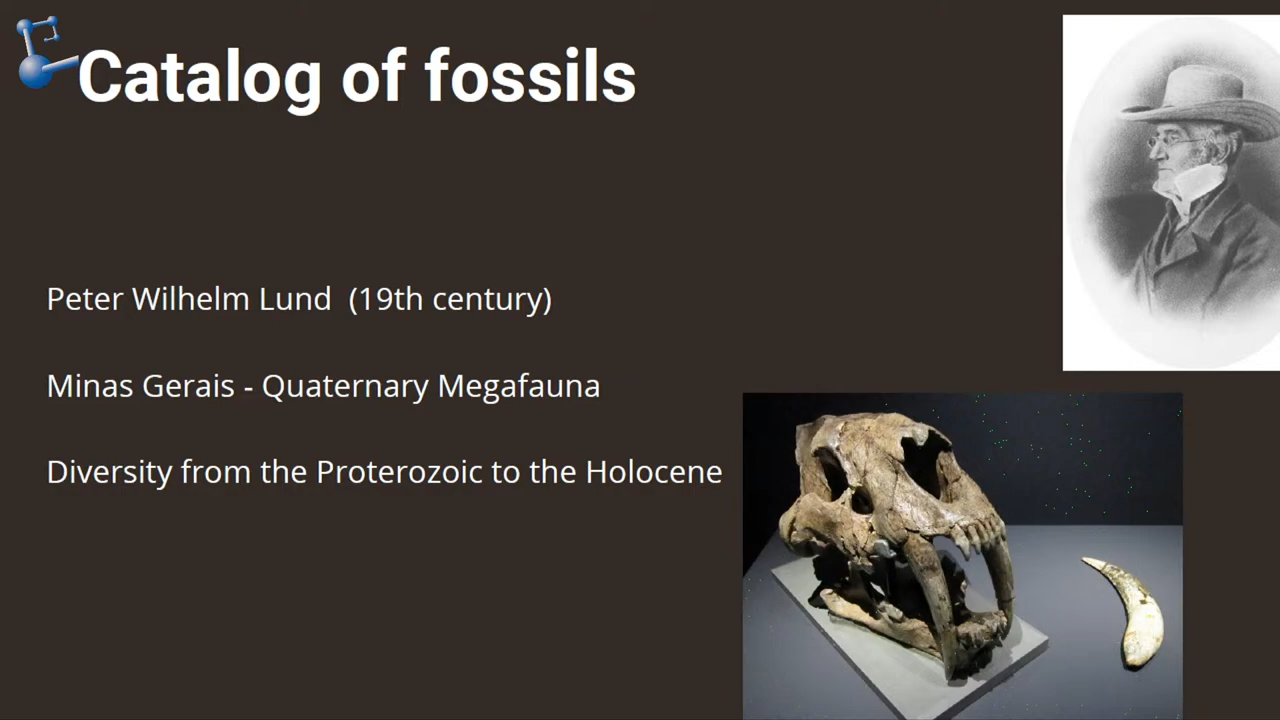 Catalog of fossils
Peter Wilhelm Lund  (19th century)
Minas Gerais - Quaternary Megafauna
Diversity from the Proterozoic to the Holocene